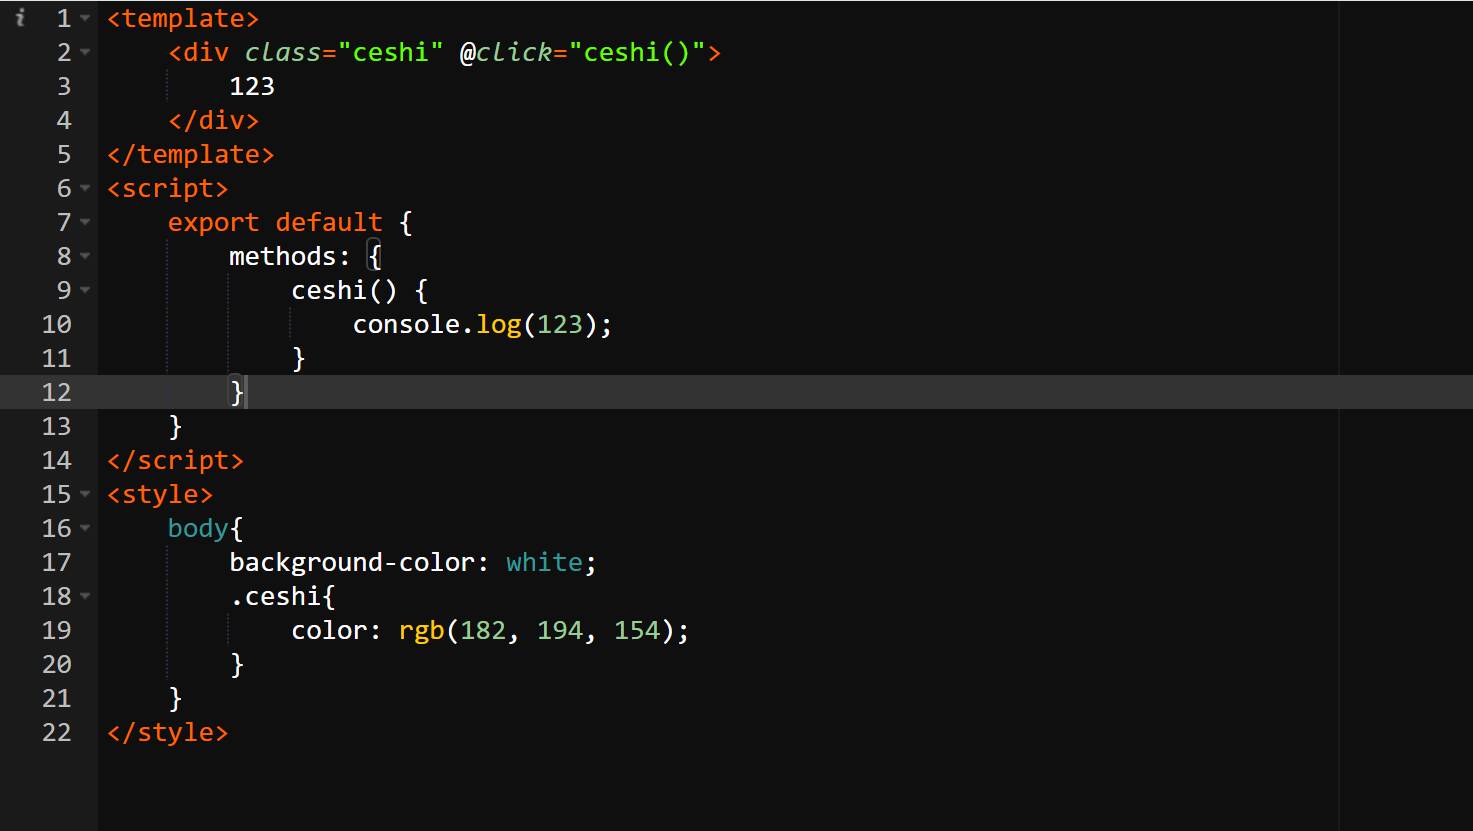 i 1 <template>
2 <div class="ceshi" @click="ceshi()">
3 123
4 </div>
5 </template>
6 <script>
7 export default {
8 methods: {
9 ceshi() {
10 console.log(123);
11 }
12 }
13 }
14 </script>
15 <style>
16 body{
17 background-color: white;
18 .ceshi{
19 color: rgb(182, 194, 154);
20 }
21 }
22 </style>